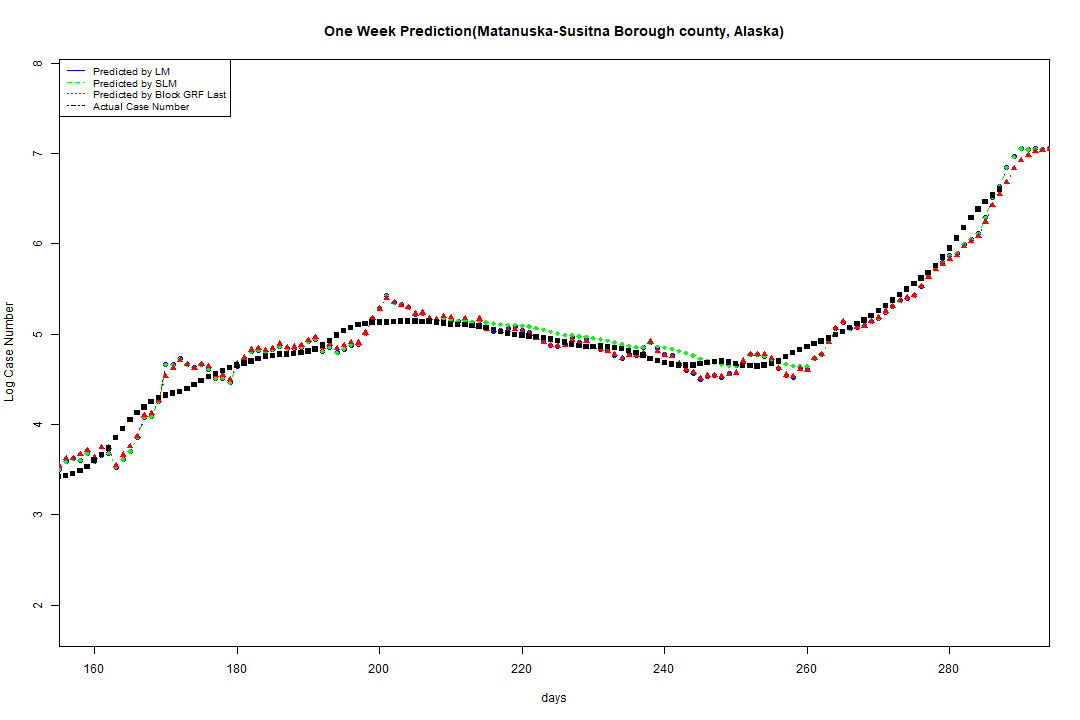 One Week Prediction(Matanuska-Susitna Borough county, Alaska)
Predicted by LM
Predicted by SLM
Predicted by Block GRF Last
Actual Case Number
Log Case Number
8
7
6
5
4
3
2
160 180 200 220 240 260 280
days